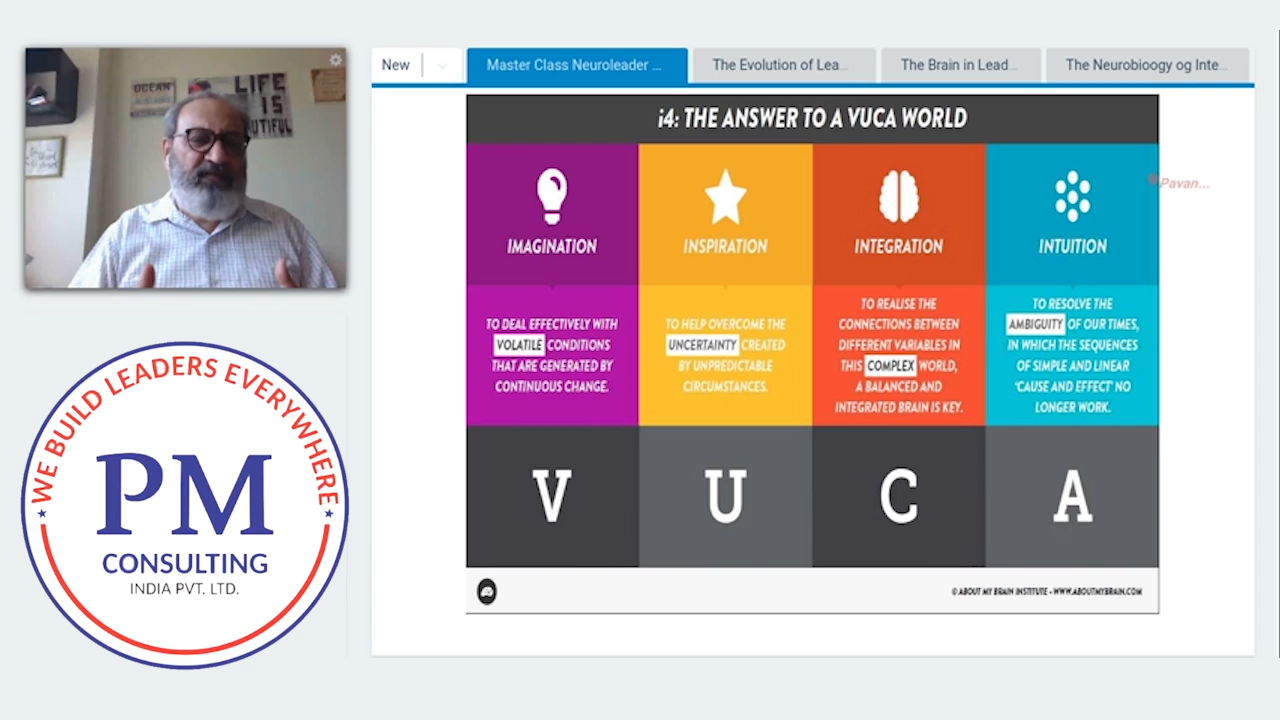 OCEAN
LIFE
IS
New
Master Class Neuroleader ...
The Evolution of Lea...
The Brain in Lead...
The Neurobioogy og Inte...
i4: THE ANSWER TO A VUCA WORLD
IMAGINATION
INSPIRATION
INTEGRATION
INTUITION
Pavan...
TO DEAL EFFECTIVELY WITH
VOLATILE CONDITIONS
THAT ARE GENERATED BY
CONTINUOUS CHANGE.
TO HELP OVERCOME THE
UNCERTAINTY CREATED
BY UNPREDICTABLE
CIRCUMSTANCES.
TO REALISE THE
CONNECTIONS BETWEEN
DIFFERENT VARIABLES IN
THIS COMPLEX WORLD,
A BALANCED AND
INTEGRATED BRAIN IS KEY.
TO RESOLVE THE
AMBIGUITY OF OUR TIMES,
IN WHICH THE SEQUENCES
OF SIMPLE AND LINEAR
'CAUSE AND EFFECT' NO
LONGER WORK.
V
U
C
A
© ABOUT MY BRAIN INSTITUTE - WWW.ABOUTMYBRAIN.COM
WE BUILD LEADERS EVERYWHERE
PM
CONSULTING
INDIA PVT. LTD.